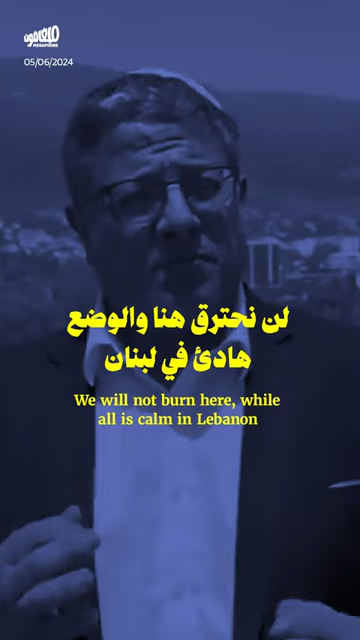 ميغافون
MEGAPHONE
05/06/2024
لن نحترق هنا والوضع
هادئ في لبنان
We will not burn here, while
all is calm in Lebanon